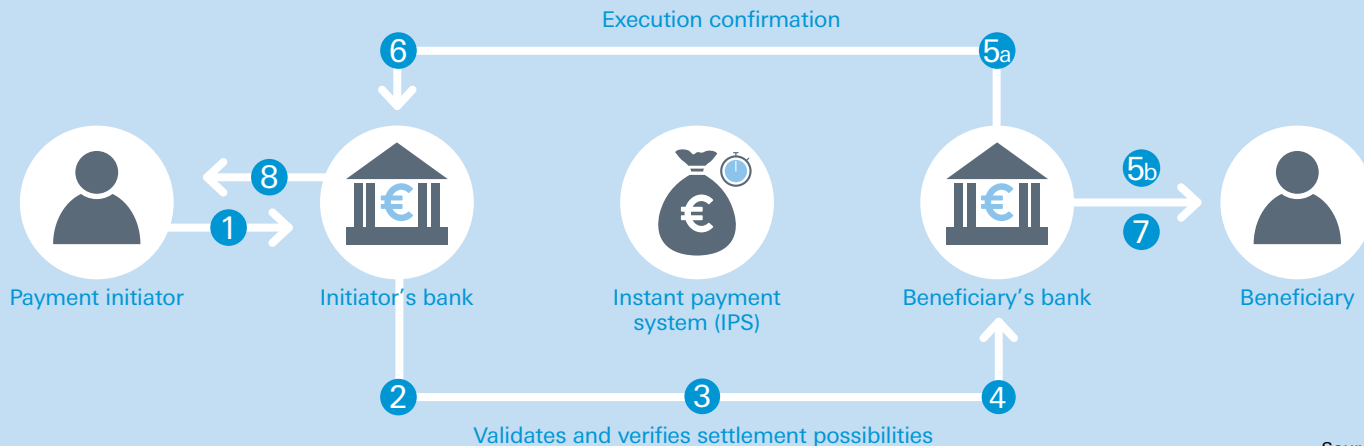 Execution confirmation
6
5a
8
€
€
€
5b
1
7
Payment initiator
Initiator's bank
Instant payment
system (IPS)
Beneficiary's bank
Beneficiary
2
3
4
Validates and verifies settlement possibilities